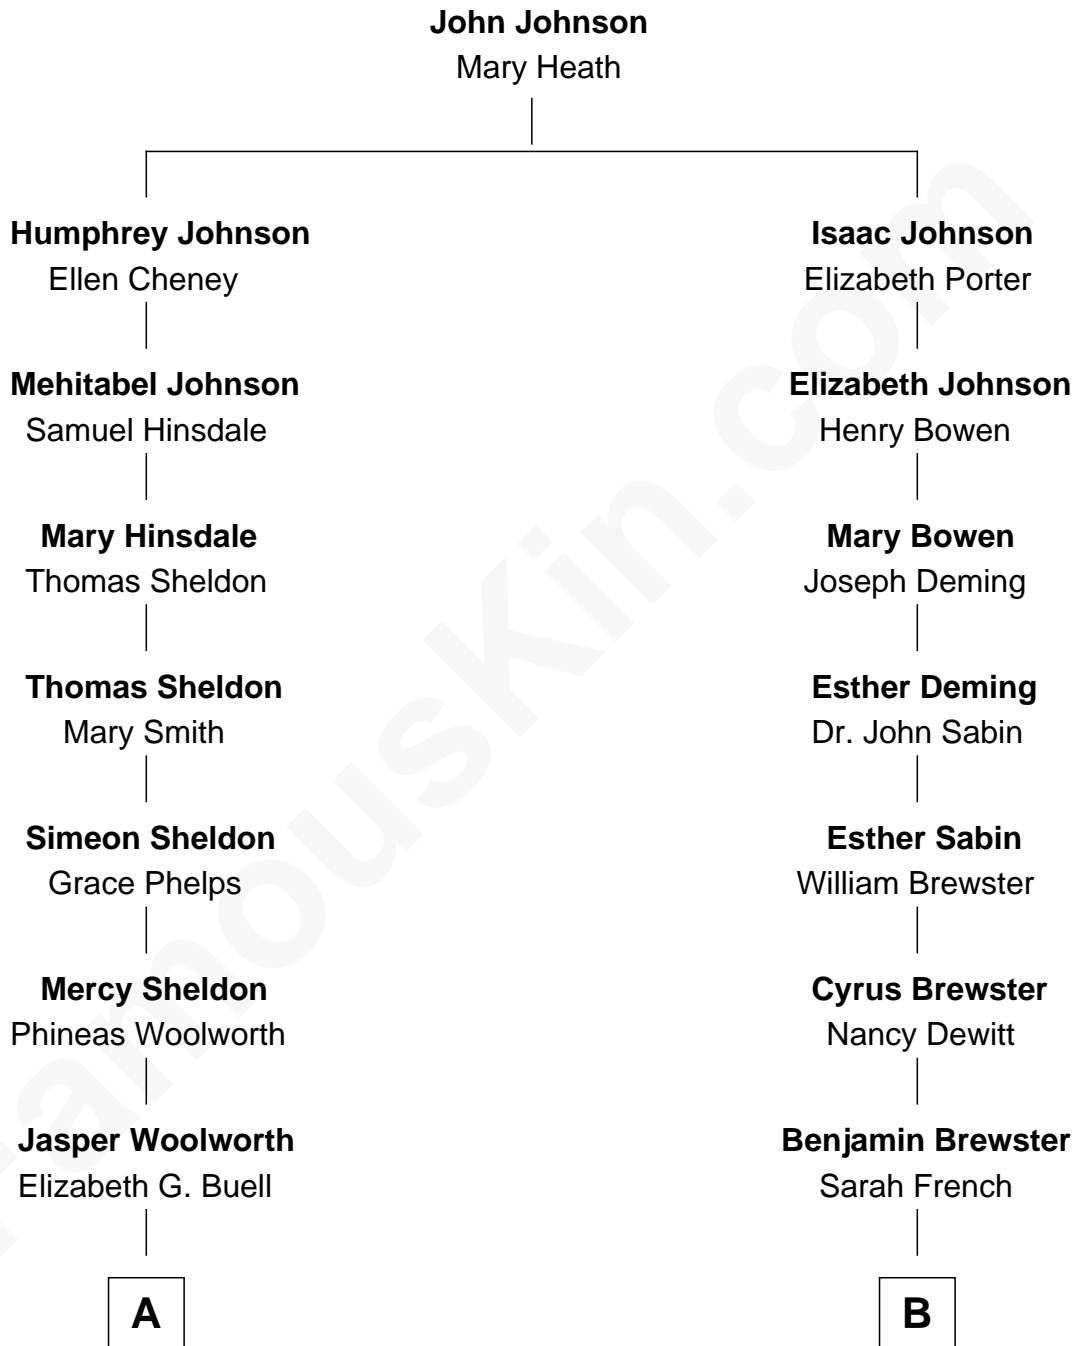 John Johnson
Mary Heath
Humphrey Johnson
Ellen Cheney
Isaac Johnson
Elizabeth Porter
Mehitabel Johnson
Samuel Hinsdale
Elizabeth Johnson
Henry Bowen
Mary Hinsdale
Thomas Sheldon
Mary Bowen
Joseph Deming
Thomas Sheldon
Mary Smith
Esther Deming
Dr. John Sabin
Simeon Sheldon
Grace Phelps
Esther Sabin
William Brewster
Mercy Sheldon
Phineas Woolworth
Cyrus Brewster
Nancy Dewitt
Jasper Woolworth
Elizabeth G. Buell
Benjamin Brewster
Sarah French
A
B
FamousKin.com